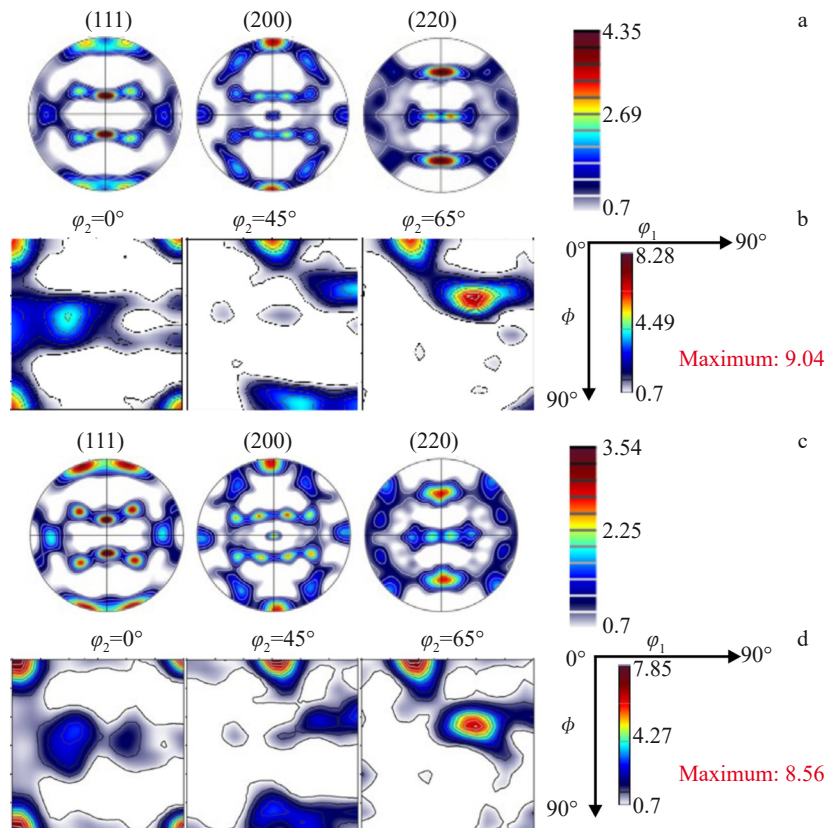 (111) (200) (220) 4.35 a
2.69
0.7
φ₂=0° φ₂=45° φ₂=65° φ₁ b
0° 90°
8.28
ϕ 4.49
Maximum: 9.04
90° 0.7
(111) (200) (220) 3.54 c
2.25
0.7
φ₂=0° φ₂=45° φ₂=65° φ₁ d
0° 90°
7.85
ϕ 4.27
Maximum: 8.56
90° 0.7